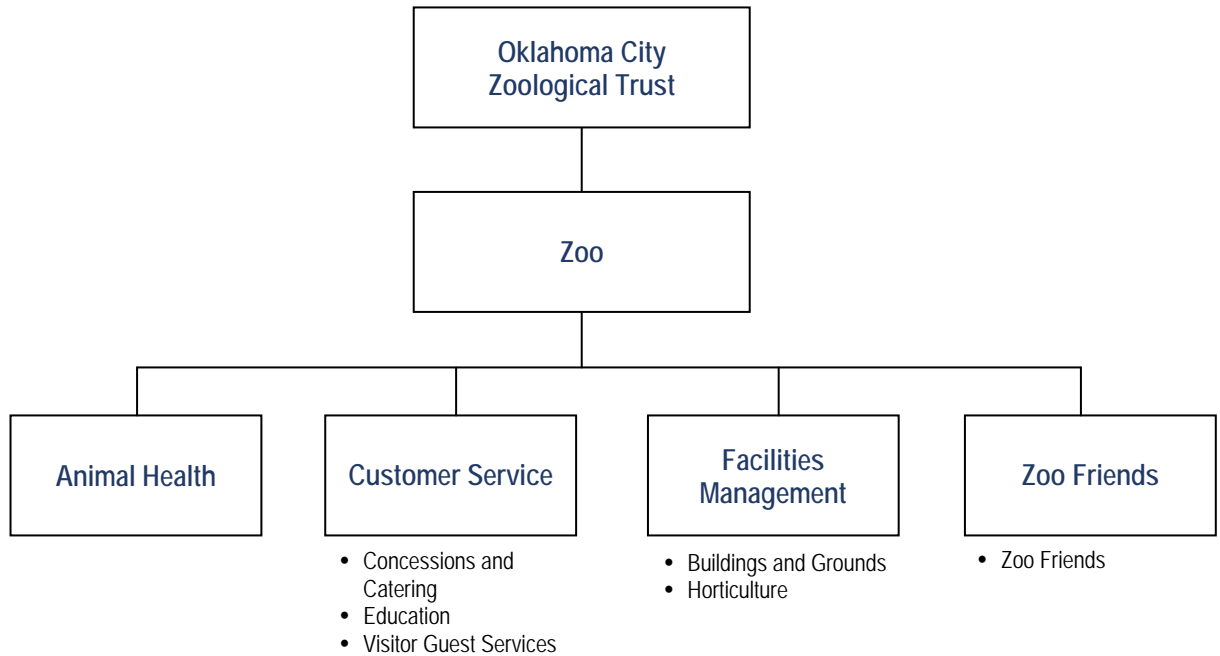 Oklahoma City
Zoological Trust
Zoo
Animal Health
Customer Service
Facilities
Management
Zoo Friends
• Concessions and
Catering
• Education
• Visitor Guest Services
• Buildings and Grounds
• Horticulture
• Zoo Friends